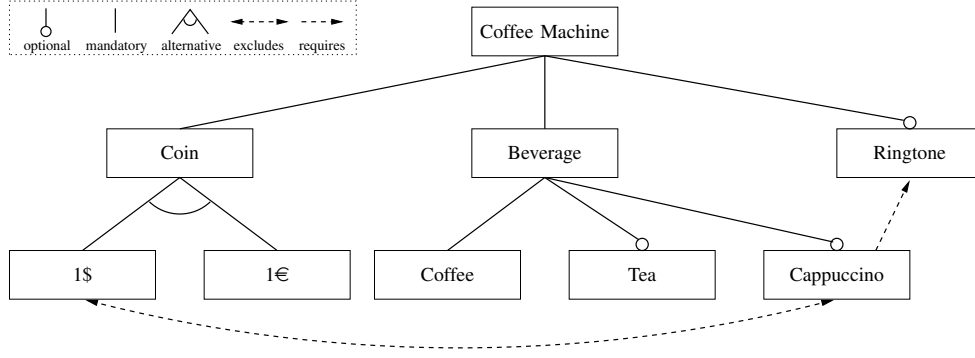 optional mandatory alternative excludes requires
Coffee Machine
Coin Beverage Ringtone
1$ 1€ Coffee Tea Cappuccino